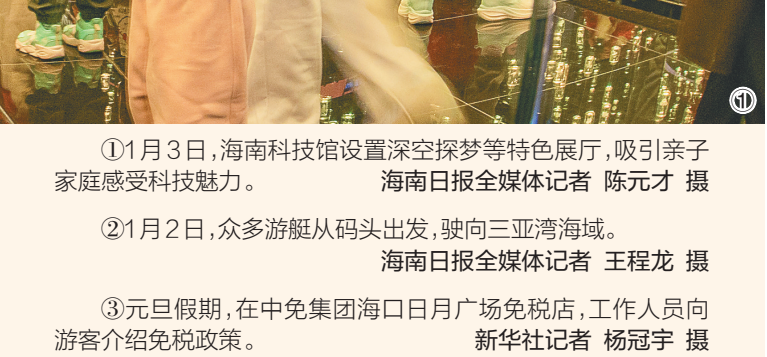 ①
①1月3日，海南科技馆设置深空探梦等特色展厅，吸引亲子
家庭感受科技魅力。 海南日报全媒体记者 陈元才 摄
②1月2日，众多游艇从码头出发，驶向三亚湾海域。
海南日报全媒体记者 王程龙 摄
③元旦假期，在中免集团海口日月广场免税店，工作人员向
游客介绍免税政策。 新华社记者 杨冠宇 摄